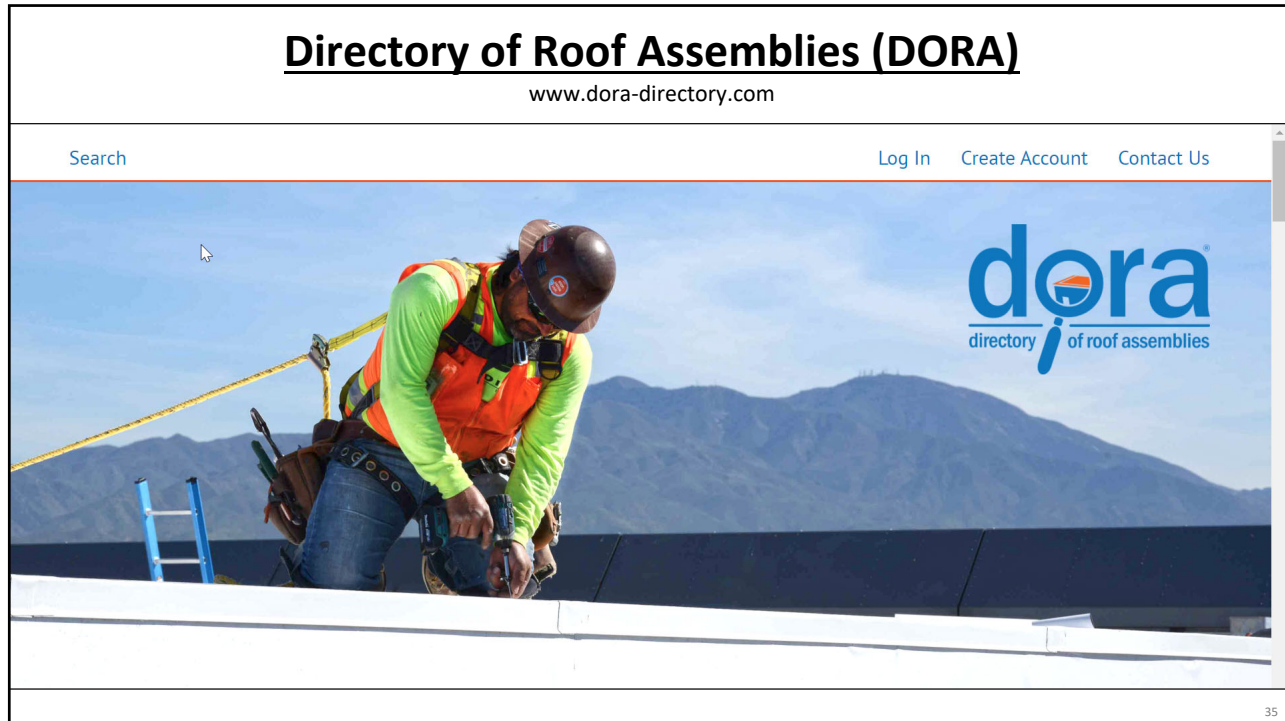 Directory of Roof Assemblies (DORA)
www.dora-directory.com
Search Log In Create Account Contact Us
dora®
directory of roof assemblies
35